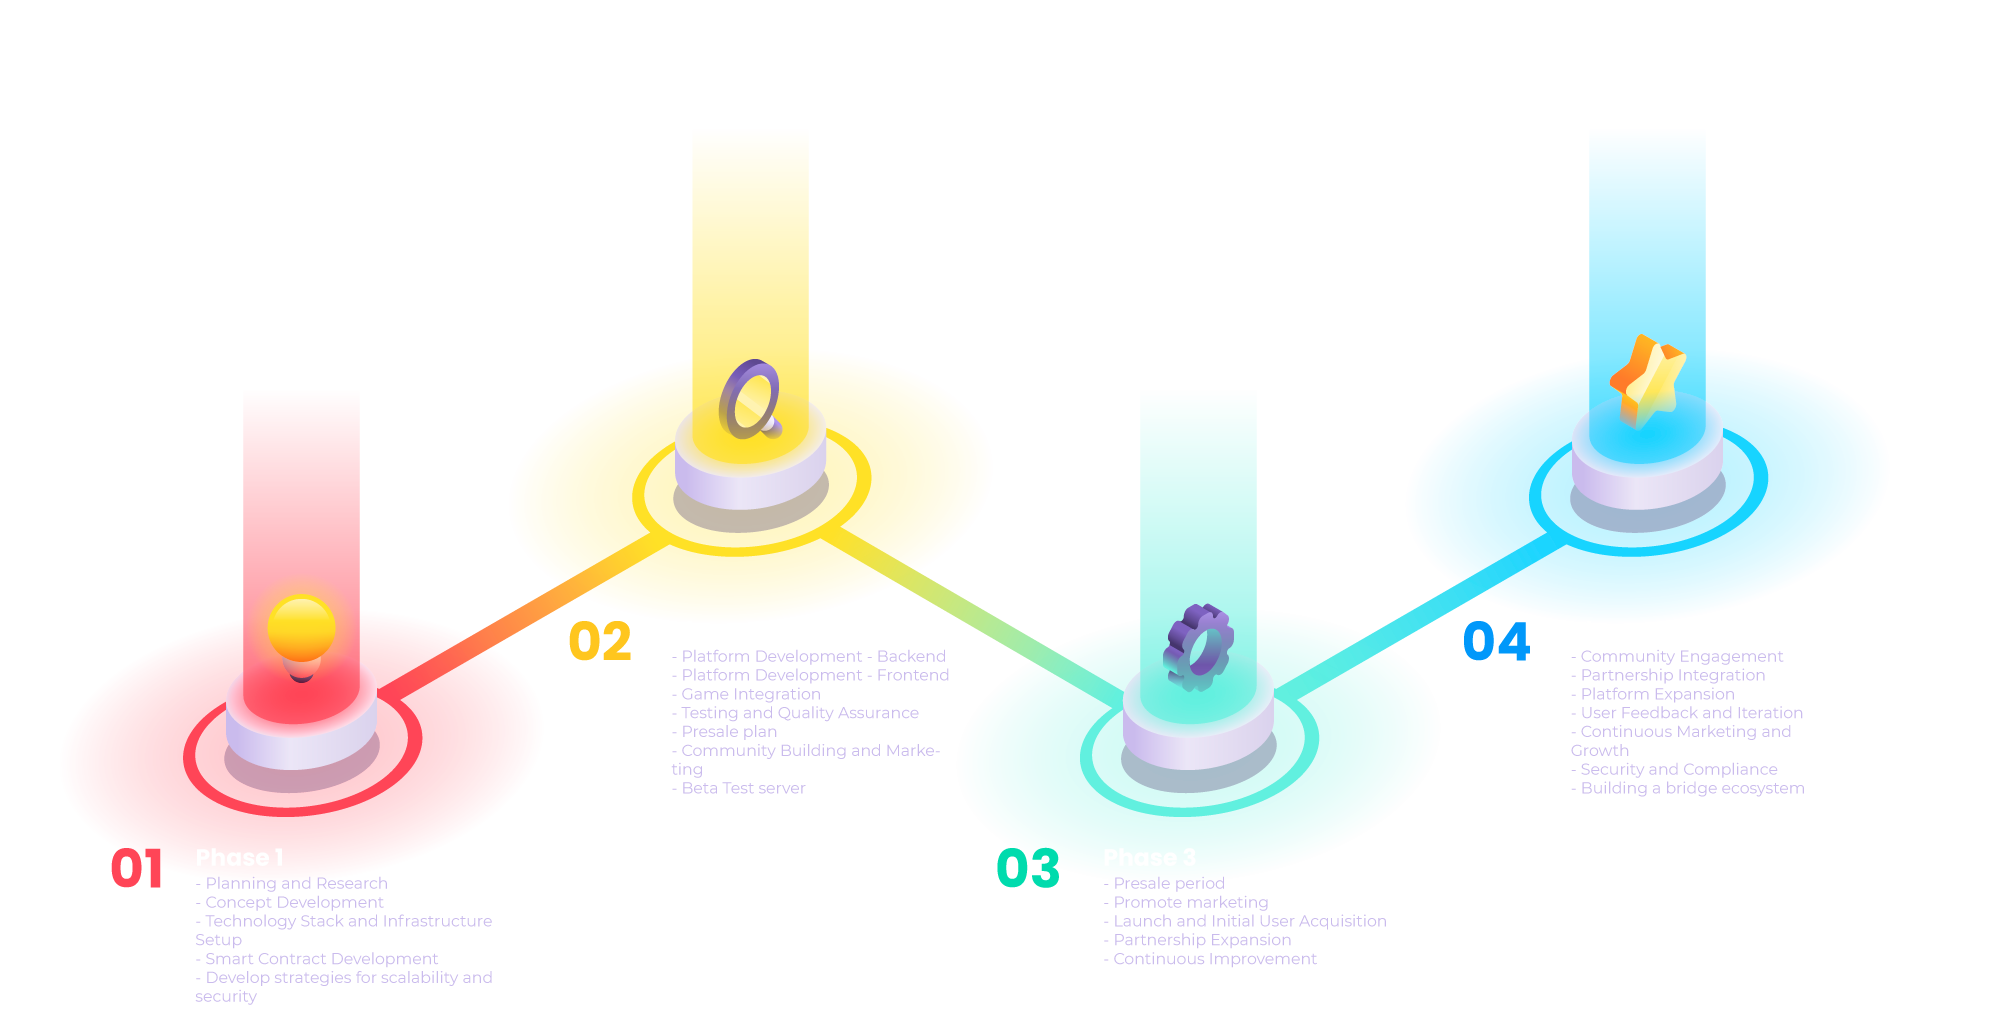 01
Phase 1
- Planning and Research
- Concept Development
- Technology Stack and Infrastructure
Setup
- Smart Contract Development
- Develop strategies for scalability and
security
02
- Platform Development - Backend
- Platform Development - Frontend
- Game Integration
- Testing and Quality Assurance
- Presale plan
- Community Building and Marke-
ting
- Beta Test server
03
Phase 3
- Presale period
- Promote marketing
- Launch and Initial User Acquisition
- Partnership Expansion
- Continuous Improvement
04
- Community Engagement
- Partnership Integration
- Platform Expansion
- User Feedback and Iteration
- Continuous Marketing and
Growth
- Security and Compliance
- Building a bridge ecosystem